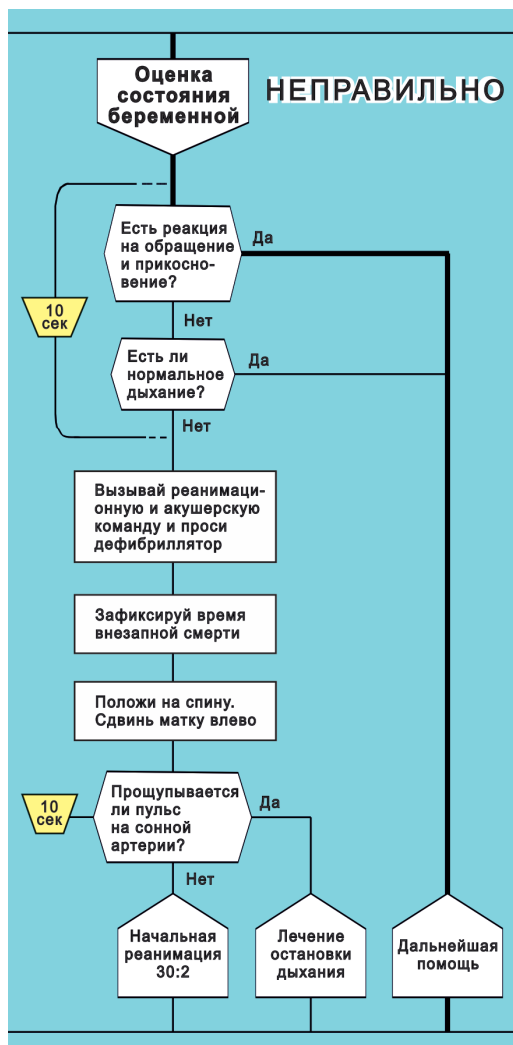 Оценка
состояния
беременной
НЕПРАВИЛЬНО
Есть реакция
на обращение
и прикосно-
вение?
Да
10
сек
Нет
Есть ли
нормальное
дыхание?
Да
Нет
Вызывай реанимаци-
онную и акушерскую
команду и проси
дефибриллятор
Зафиксируй время
внезапной смерти
Положи на спину.
Сдвинь матку влево
Прощупывается
ли пульс
на сонной
артерии?
Да
10
сек
Нет
Начальная
реанимация
30:2
Лечение
остановки
дыхания
Дальнейшая
помощь